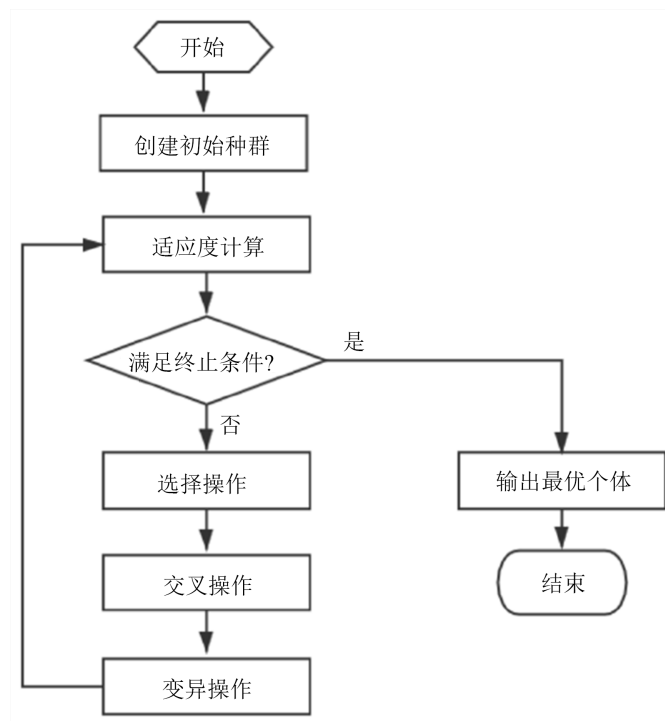 开始
创建初始种群
适应度计算
满足终止条件?
是
否
选择操作
输出最优个体
交叉操作
结束
变异操作